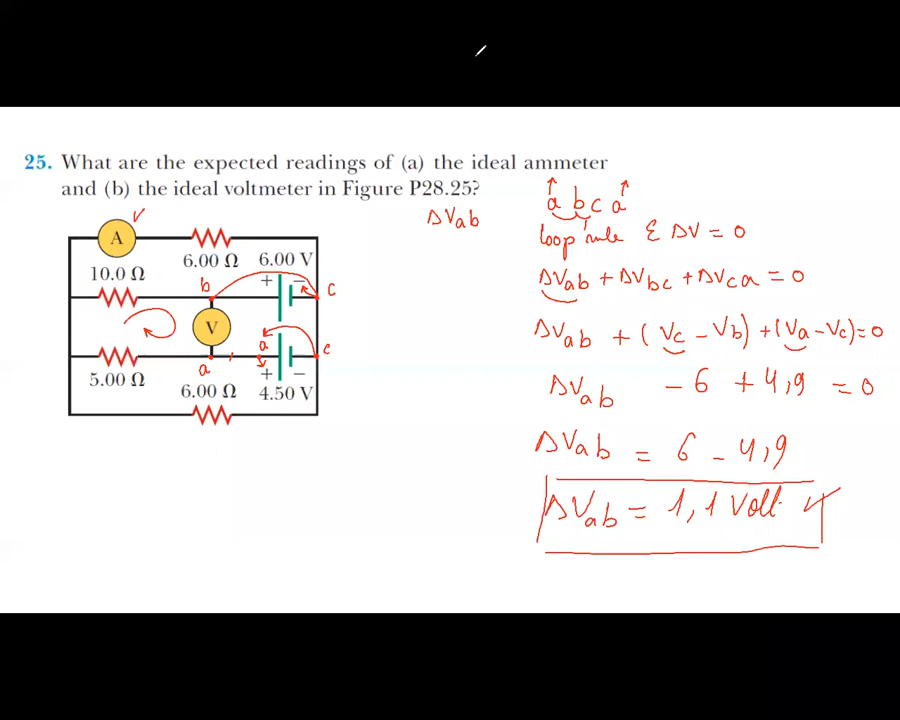 25. What are the expected readings of (a) the ideal ammeter
and (b) the ideal voltmeter in Figure P28.25?
ΔVab
a b c a
loop rule Σ ΔV = 0
ΔVab + ΔVbc + ΔVca = 0
ΔVab + (Vc - Vb) + (Va - Vc) = 0
ΔVab - 6 + 4,9 = 0
ΔVab = 6 - 4,9
ΔVab = 1,1 Volt
A
6.00 Ω 6.00 V
10.0 Ω
b
+ −
c
V
a
c
a
5.00 Ω
+ −
6.00 Ω 4.50 V